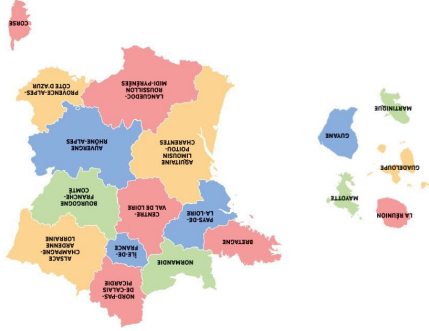 NORD-PAS-
DE-CALAIS
PICARDIE
NORMANDIE
ÎLE-DE-
FRANCE
ALSACE
CHAMPAGNE-
ARDENNE
LORRAINE
BRETAGNE
PAYS-DE-
LA-LOIRE
CENTRE-
VAL DE LOIRE
BOURGOGNE
FRANCHE-
COMTÉ
AQUITAINE
LIMOUSIN
POITOU-
CHARENTES
AUVERGNE
RHÔNE-ALPES
LANGUEDOC-
ROUSSILLON
MIDI-PYRÉNÉES
PROVENCE-ALPES-
CÔTE D'AZUR
CORSE
LA RÉUNION
MAYOTTE
GUADELOUPE
GUYANE
MARTINIQUE